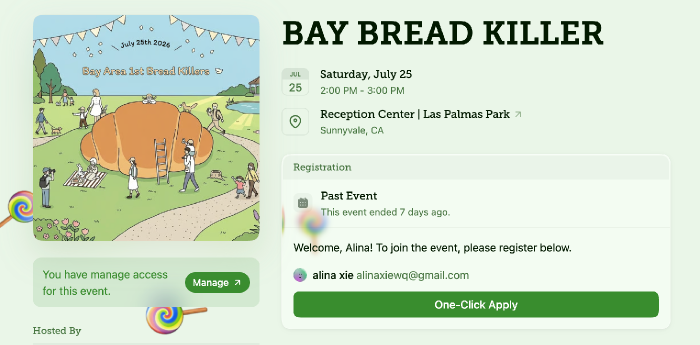 July 25th 2026
Bay Area 1st Bread Killers
BAY BREAD KILLER
JUL
25
Saturday, July 25
2:00 PM - 3:00 PM
Reception Center | Las Palmas Park ↗
Sunnyvale, CA
Registration
Past Event
This event ended 7 days ago.
Welcome, Alina! To join the event, please register below.
alina xie alinaxiewq@gmail.com
One-Click Apply
You have manage access
for this event.
Manage ↗
Hosted By